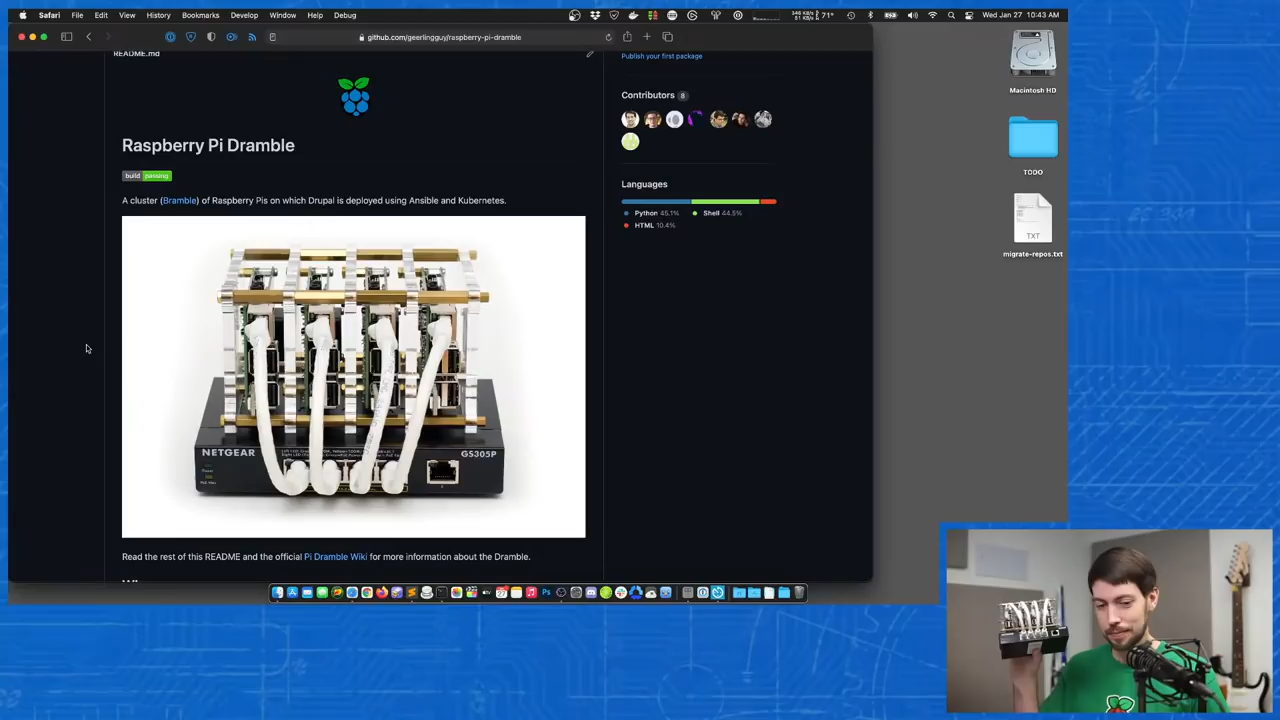 Safari File Edit View History Bookmarks Develop Window Help Debug
346 KB/s
71°
Wed Jan 27 10:43 AM
github.com/geerlingguy/raspberry-pi-dramble
README.md
Raspberry Pi Dramble
build passing
A cluster (Bramble) of Raspberry Pis on which Drupal is deployed using Ansible and Kubernetes.
NETGEAR
GS305P
Read the rest of this README and the official Pi Dramble Wiki for more information about the Dramble.
Publish your first package
Contributors 8
Languages
Python 45.1%
Shell 44.5%
HTML 10.4%
Macintosh HD
TODO
TXT
migrate-repos.txt